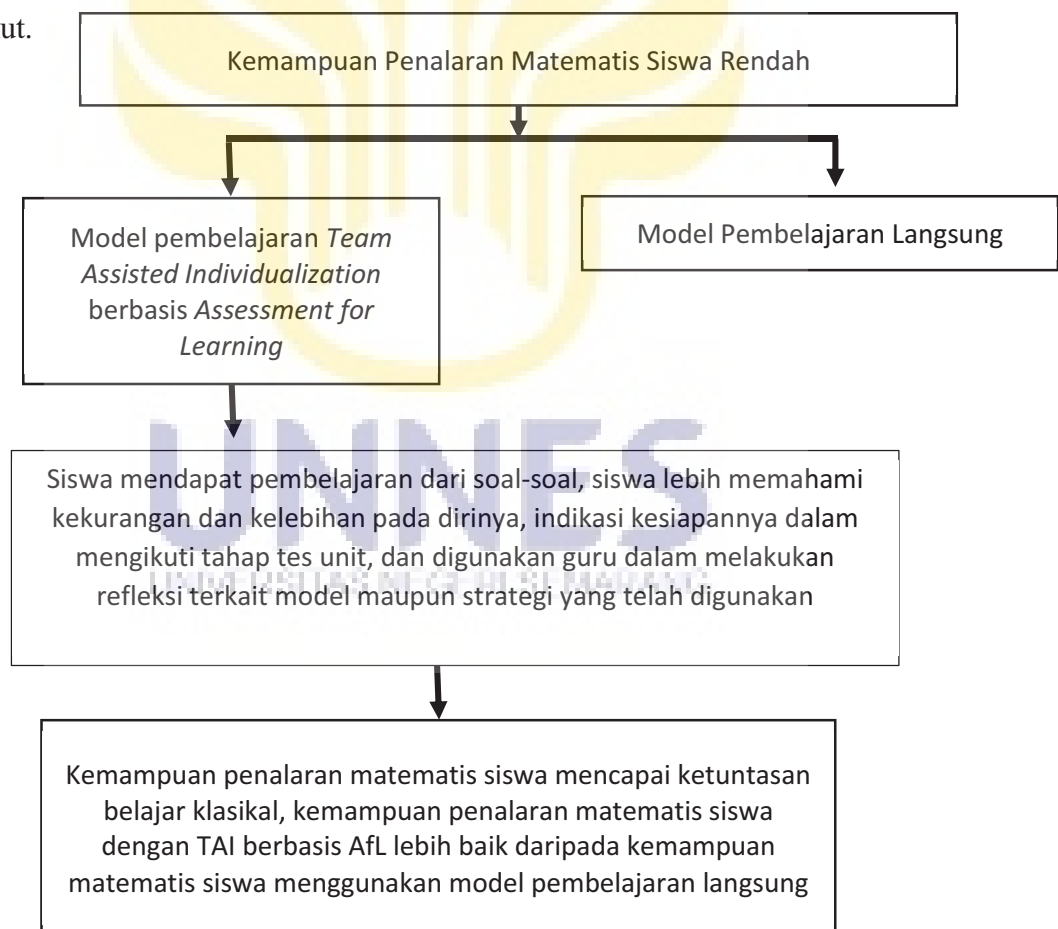 ut.
Kemampuan Penalaran Matematis Siswa Rendah
Model pembelajaran Team
Assisted Individualization
berbasis Assessment for
Learning
Model Pembelajaran Langsung
Siswa mendapat pembelajaran dari soal-soal, siswa lebih memahami
kekurangan dan kelebihan pada dirinya, indikasi kesiapannya dalam
mengikuti tahap tes unit, dan digunakan guru dalam melakukan
refleksi terkait model maupun strategi yang telah digunakan
UNNES
UNIVERSITAS NEGERI SEMARANG
Kemampuan penalaran matematis siswa mencapai ketuntasan
belajar klasikal, kemampuan penalaran matematis siswa
dengan TAI berbasis AfL lebih baik daripada kemampuan
matematis siswa menggunakan model pembelajaran langsung